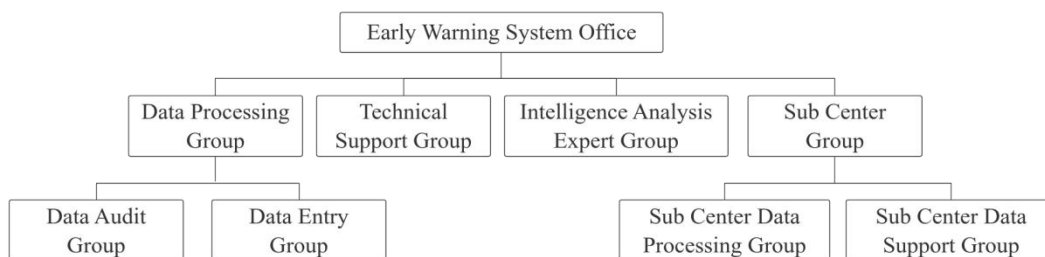 Early Warning System Office
Data Processing
Group
Technical
Support Group
Intelligence Analysis
Expert Group
Sub Center
Group
Data Audit
Group
Data Entry
Group
Sub Center Data
Processing Group
Sub Center Data
Support Group